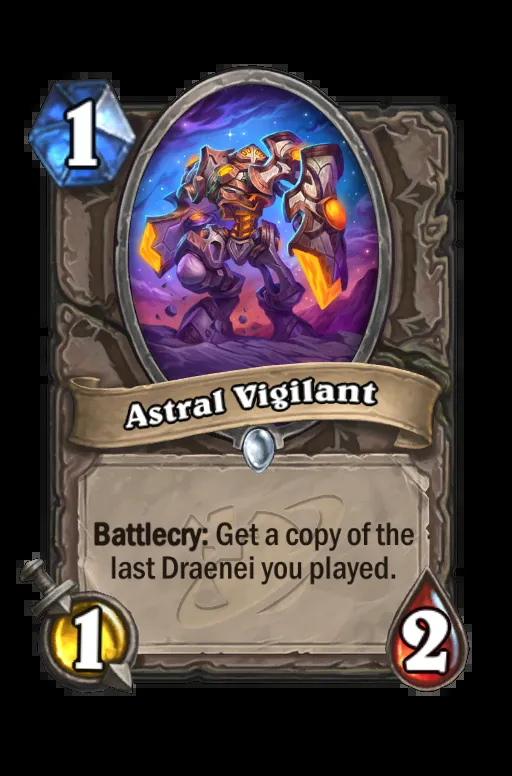 1
Astral Vigilant
Battlecry: Get a copy of the
last Draenei you played.
1
2